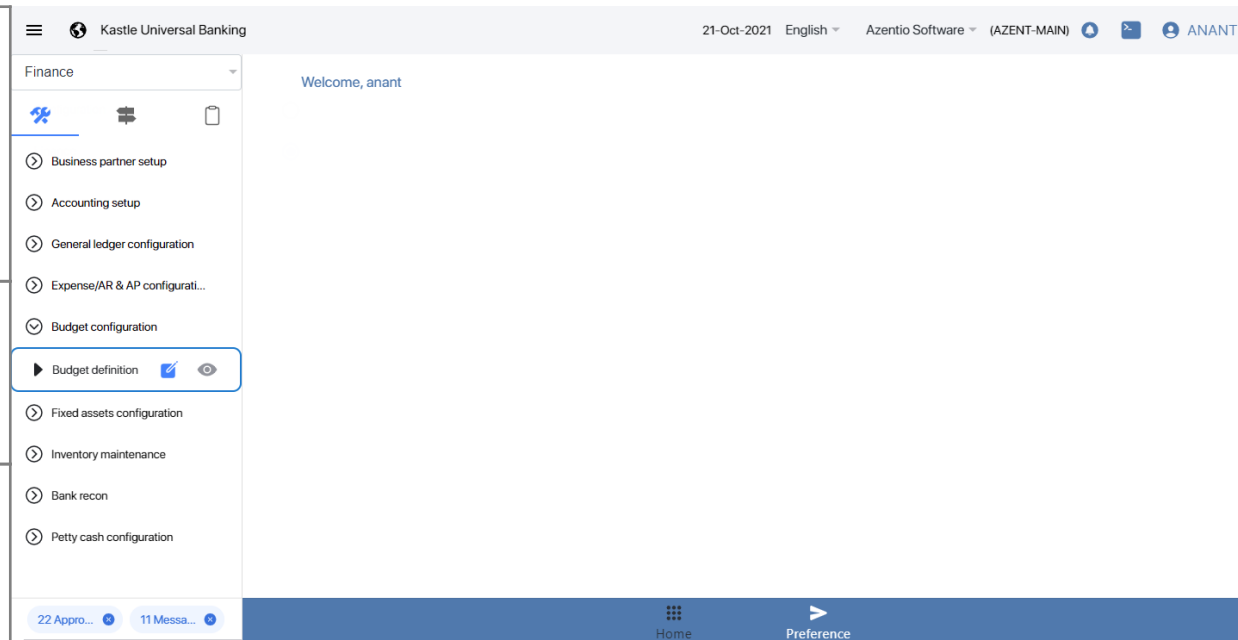 Kastle Universal Banking
21-Oct-2021 English Azentio Software (AZENT-MAIN) ANANT
Finance
Welcome, anant
Business partner setup
Accounting setup
General ledger configuration
Expense/AR & AP configurati...
Budget configuration
Budget definition
Fixed assets configuration
Inventory maintenance
Bank recon
Petty cash configuration
22 Appro... 11 Messa...
Home Preference